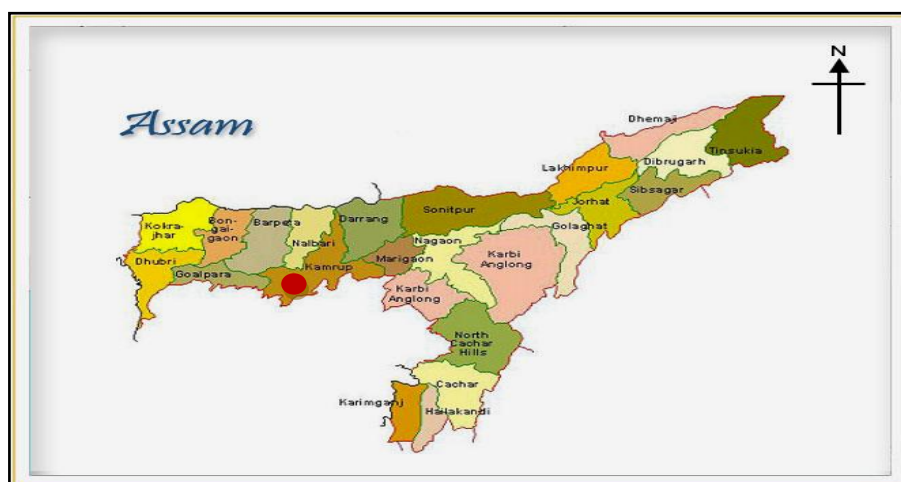 N
Assam
Dhemaji
Tinsukia
Dibrugarh
Lakhimpur
Sibsagar
Jorhat
Sonitpur
Darrang
Golaghat
Kokra-
jhar
Bon-
gai-
gaon
Barpeta
Nalbari
Nagaon
Marigaon
Karbi
Anglong
Dhubri
Goalpara
Kamrup
Karbi
Anglong
North
Cachar
Hills
Cachar
Karimganj
Hailakandi